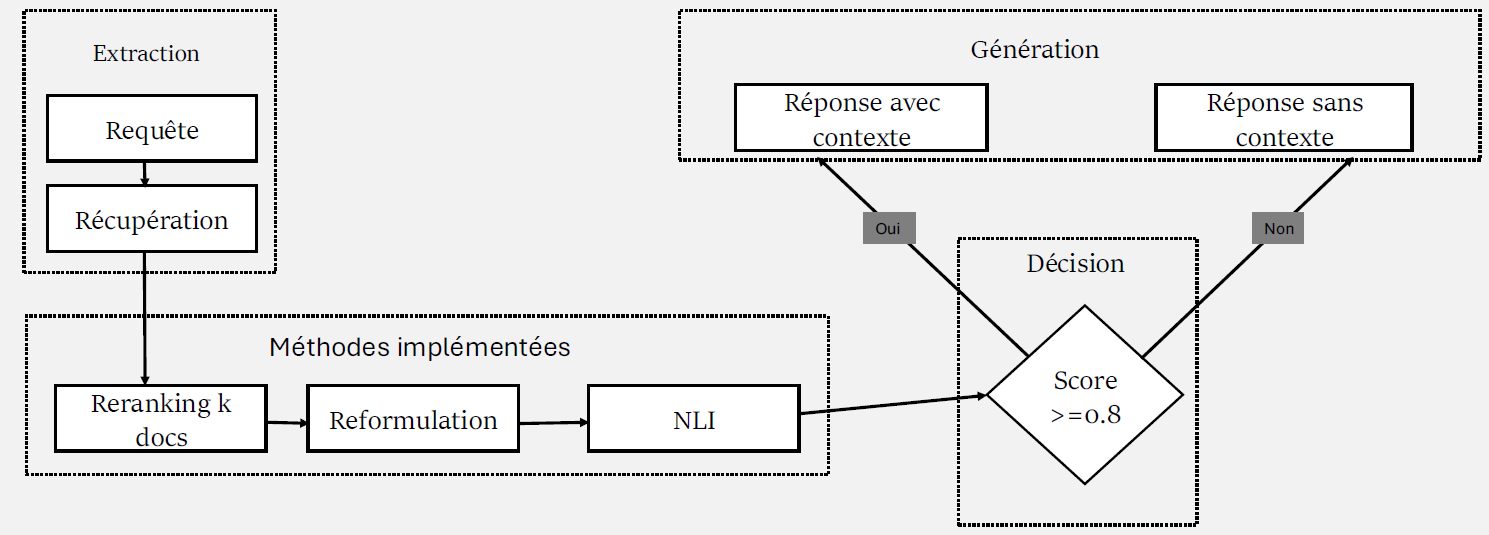 Extraction
Requête
Récupération
Méthodes implémentées
Reranking k
docs
Reformulation
NLI
Décision
Score
>=0.8
Oui
Non
Génération
Réponse avec
contexte
Réponse sans
contexte